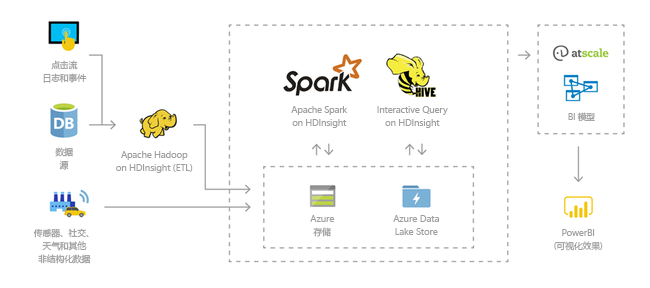 点击流
日志和事件
DB
数据
源
传感器、社交、
天气和其他
非结构化数据
Apache Hadoop
on HDInsight (ETL)
Spark
Apache Spark
on HDInsight
HIVE
Interactive Query
on HDInsight
Azure
存储
Azure Data
Lake Store
atscale
BI 模型
PowerBI
(可视化效果)